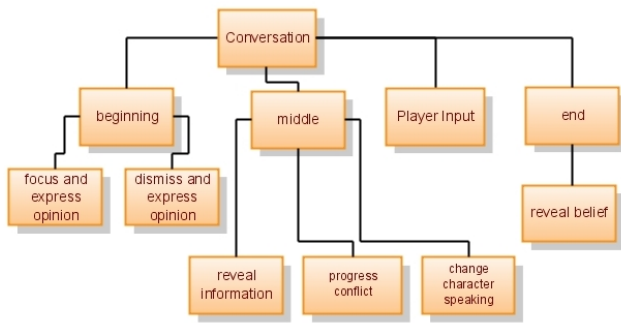 Conversation
beginning
middle
Player Input
end
focus and
express
opinion
dismiss and
express
opinion
reveal belief
reveal
information
progress
conflict
change
character
speaking